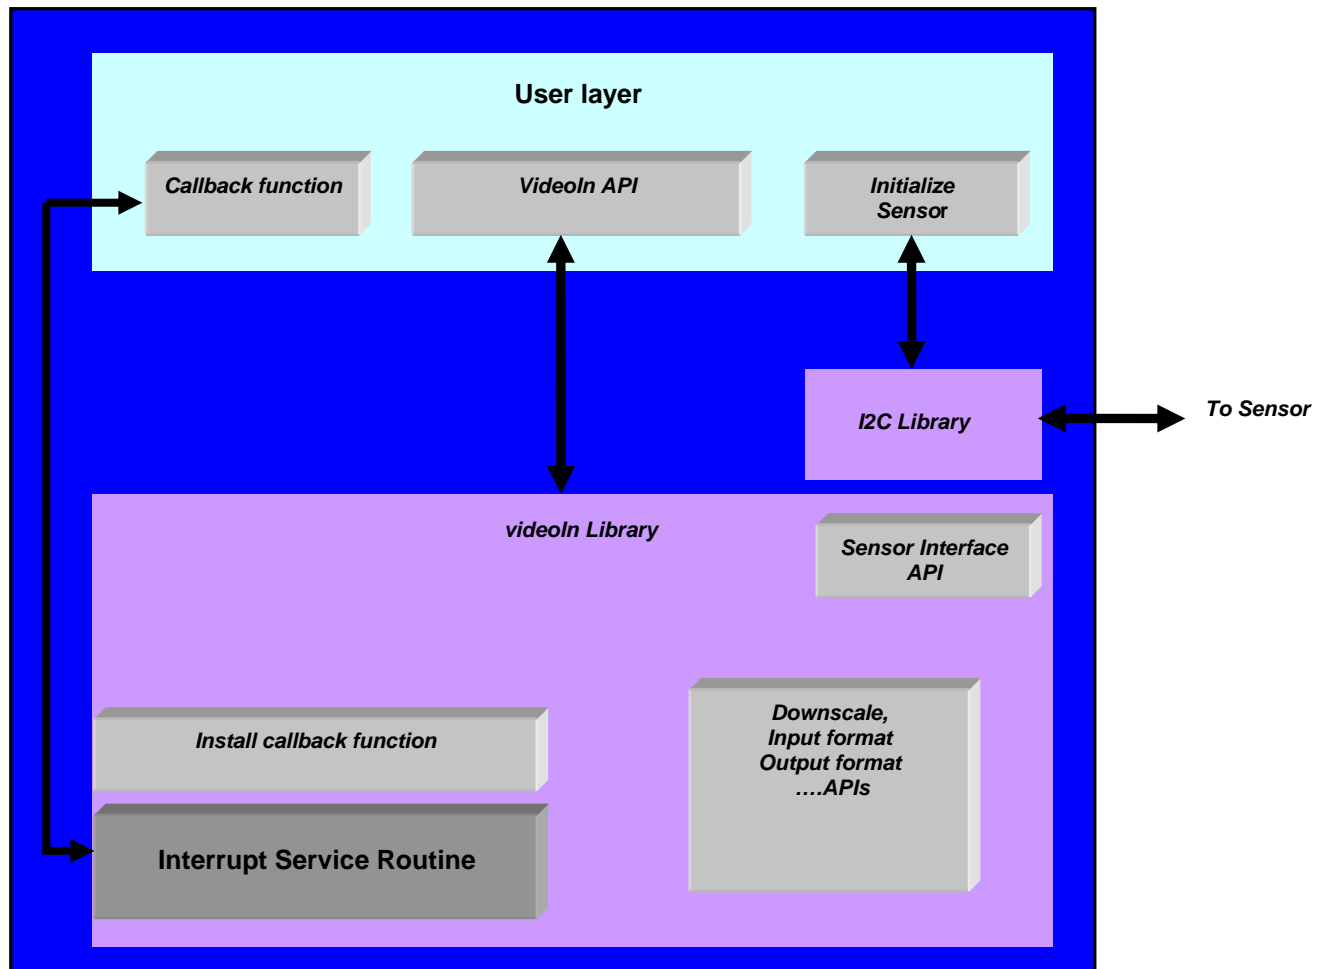 User layer
Callback function
VideoIn API
Initialize
Sensor
I2C Library
To Sensor
videoIn Library
Sensor Interface
API
Install callback function
Downscale,
Input format
Output format
….APIs
Interrupt Service Routine